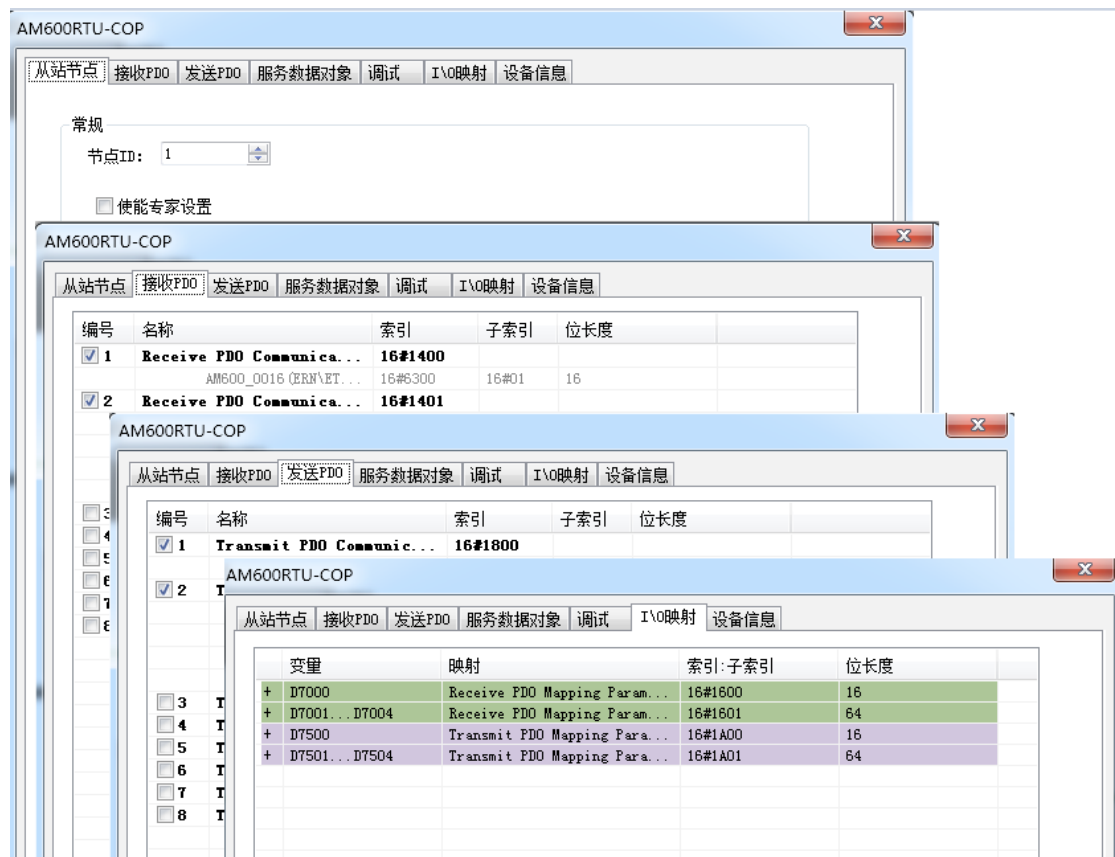 AM600RTU-COP
从站节点 接收PDO 发送PDO 服务数据对象 调试 I\O映射 设备信息
常规
节点ID: 1
使能专家设置
AM600RTU-COP
从站节点 接收PDO 发送PDO 服务数据对象 调试 I\O映射 设备信息
编号 名称 索引 子索引 位长度
1 Receive PDO Communica... 16#1400
AM600_0016(ERN\ET... 16#6300 16#01 16
2 Receive PDO Communica... 16#1401
3
4
5
6
7
8
AM600RTU-COP
从站节点 接收PDO 发送PDO 服务数据对象 调试 I\O映射 设备信息
编号 名称 索引 子索引 位长度
1 Transmit PDO Communic... 16#1800
2 T
3 T
4 T
5 T
6 T
7 T
8 T
AM600RTU-COP
从站节点 接收PDO 发送PDO 服务数据对象 调试 I\O映射 设备信息
变量 映射 索引:子索引 位长度
+ D7000 Receive PDO Mapping Param... 16#1600 16
+ D7001...D7004 Receive PDO Mapping Param... 16#1601 64
+ D7500 Transmit PDO Mapping Para... 16#1A00 16
+ D7501...D7504 Transmit PDO Mapping Para... 16#1A01 64